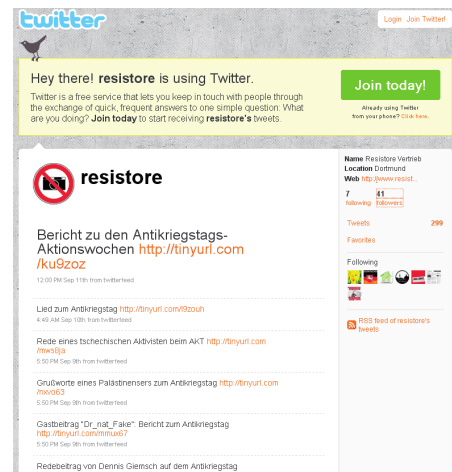 twitter
Login Join Twitter!
Hey there! resistore is using Twitter.
Twitter is a free service that lets you keep in touch with people through
the exchange of quick, frequent answers to one simple question: What
are you doing? Join today to start receiving resistore's tweets.
Join today!
Already using Twitter
from your phone? Click here.
resistore
Bericht zu den Antikriegstags-
Aktionswochen http://tinyurl.com
/ku9zoz
12:00 PM Sep 11th from twitterfeed
Lied zum Antikriegstag http://tinyurl.com/l9zouh
4:49 AM Sep 10th from twitterfeed
Rede eines tschechischen Aktivisten beim AKT http://tinyurl.com
/mws6ja
5:50 PM Sep 9th from twitterfeed
Grußworte eines Palästinensers zum Antikriegstag http://tinyurl.com
/nxvo63
5:50 PM Sep 9th from twitterfeed
Gastbeitrag "Dr_nat_Fake": Bericht zum Antikriegstag
http://tinyurl.com/mmux67
5:50 PM Sep 9th from twitterfeed
Redebeitrag von Dennis Giemsch auf dem Antikriegstag
Name Resistore Vertrieb
Location Dortmund
Web http://www.resist...
7
following
41
followers
Tweets 299
Favorites
Following
RSS feed of resistore's
tweets